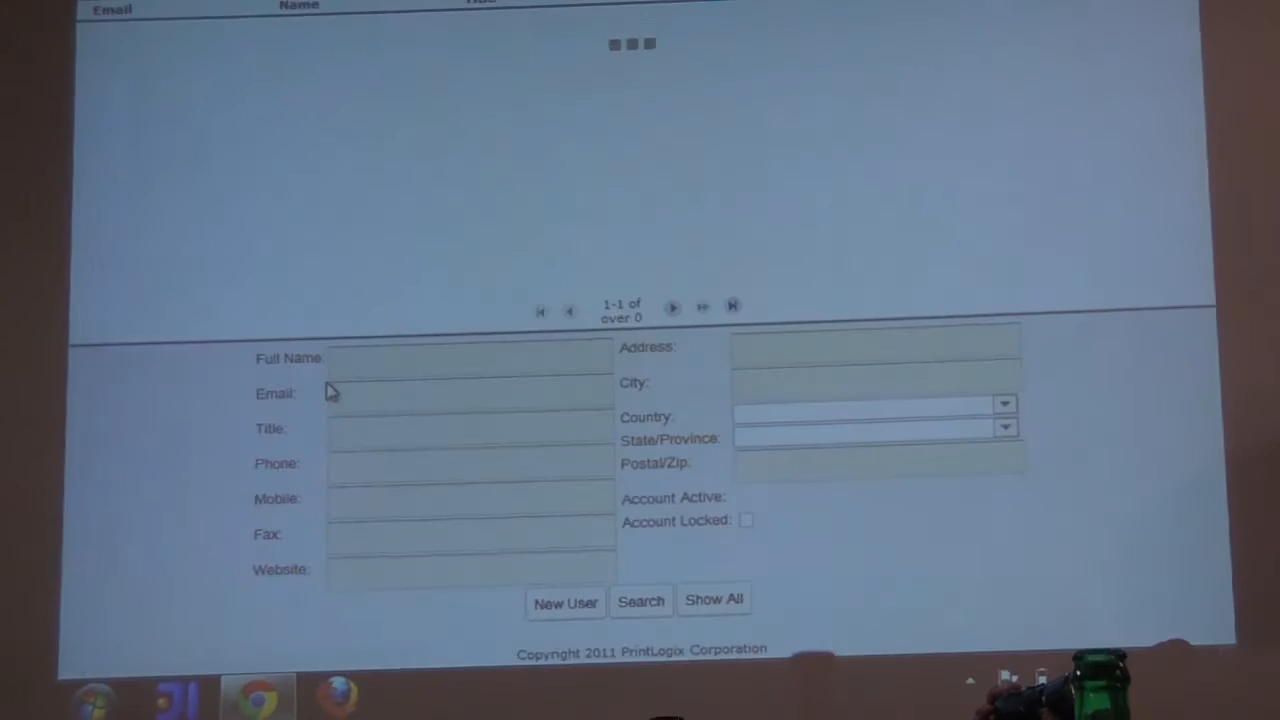 Email Name
1-1 of
over 0
Full Name:
Email:
Title:
Phone:
Mobile:
Fax:
Website:
Address:
City:
Country:
State/Province:
Postal/Zip:
Account Active:
Account Locked:
New User Search Show All
Copyright 2011 PrintLogix Corporation